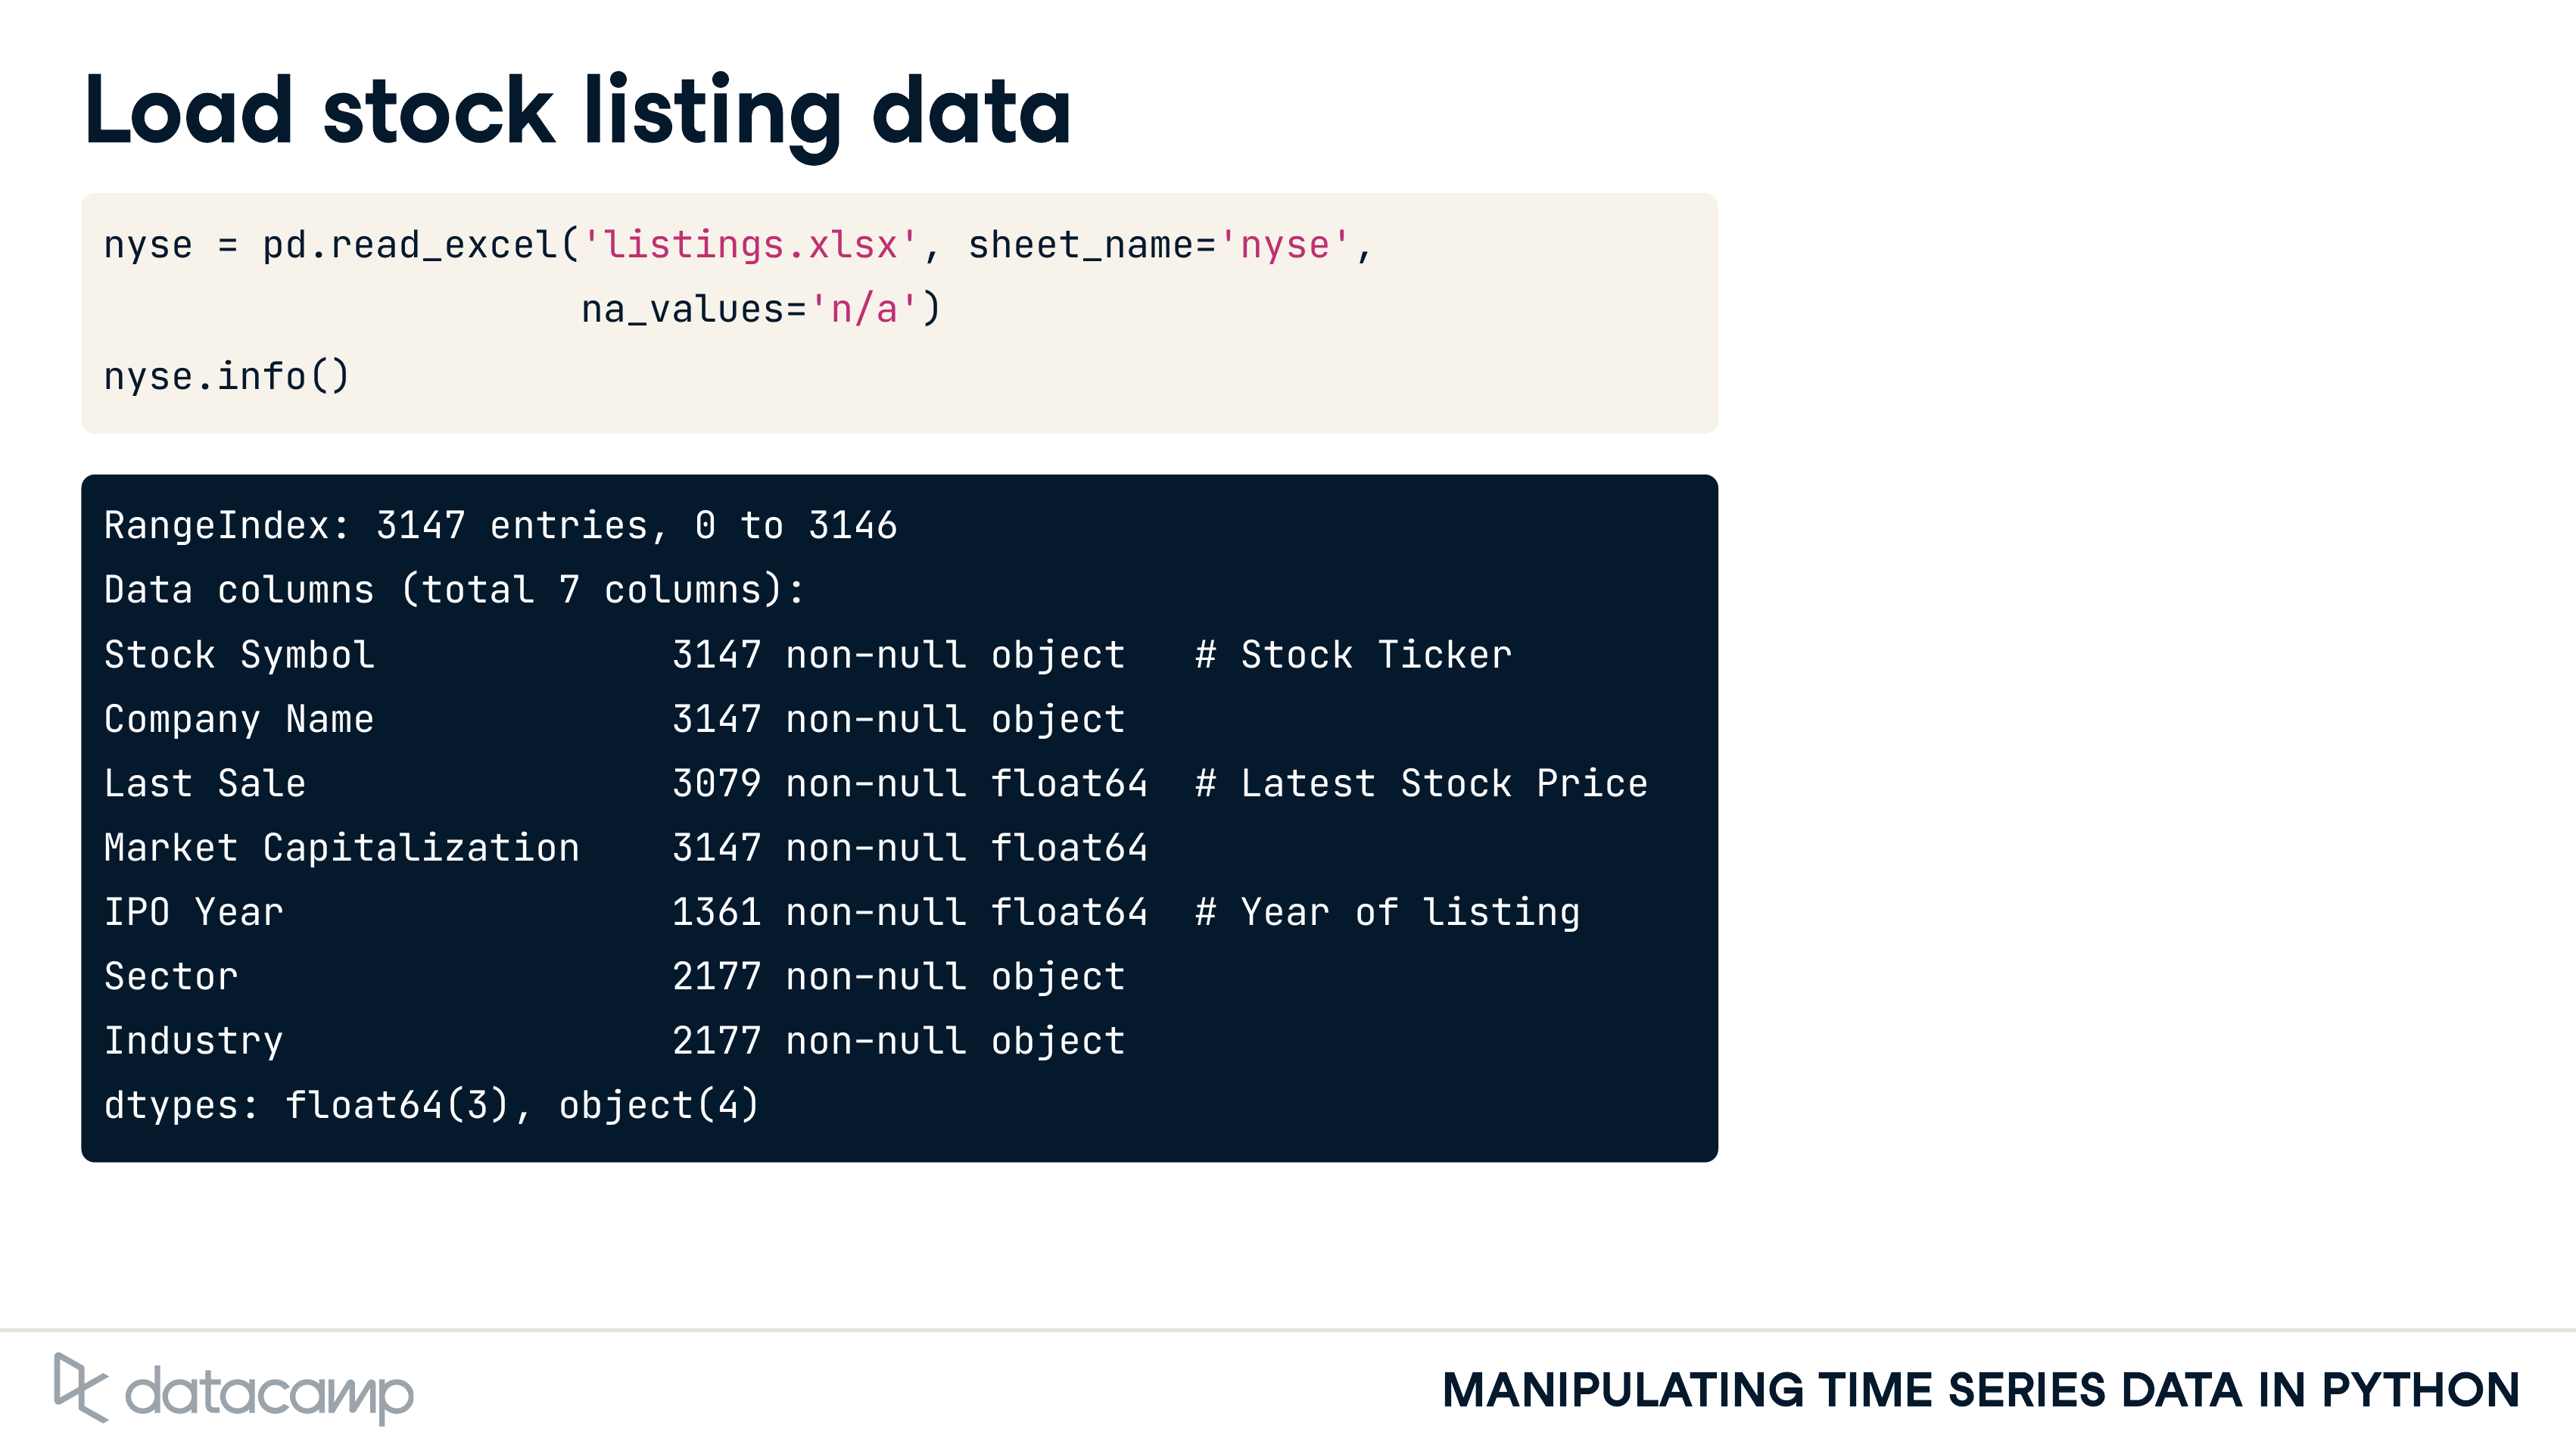 Load stock listing data
nyse = pd.read_excel('listings.xlsx', sheet_name='nyse',
na_values='n/a')
nyse.info()
RangeIndex: 3147 entries, 0 to 3146
Data columns (total 7 columns):
Stock Symbol             3147 non-null object   # Stock Ticker
Company Name             3147 non-null object
Last Sale                3079 non-null float64  # Latest Stock Price
Market Capitalization    3147 non-null float64
IPO Year                 1361 non-null float64  # Year of listing
Sector                   2177 non-null object
Industry                 2177 non-null object
dtypes: float64(3), object(4)
datacamp
MANIPULATING TIME SERIES DATA IN PYTHON